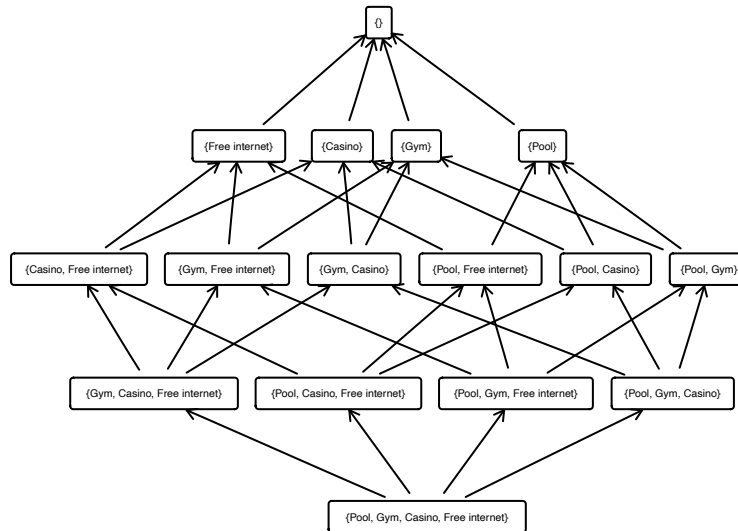 {}
{Free internet} {Casino} {Gym} {Pool}
{Casino, Free internet} {Gym, Free internet} {Gym, Casino} {Pool, Free internet} {Pool, Casino} {Pool, Gym}
{Gym, Casino, Free internet} {Pool, Casino, Free internet} {Pool, Gym, Free internet} {Pool, Gym, Casino}
{Pool, Gym, Casino, Free internet}